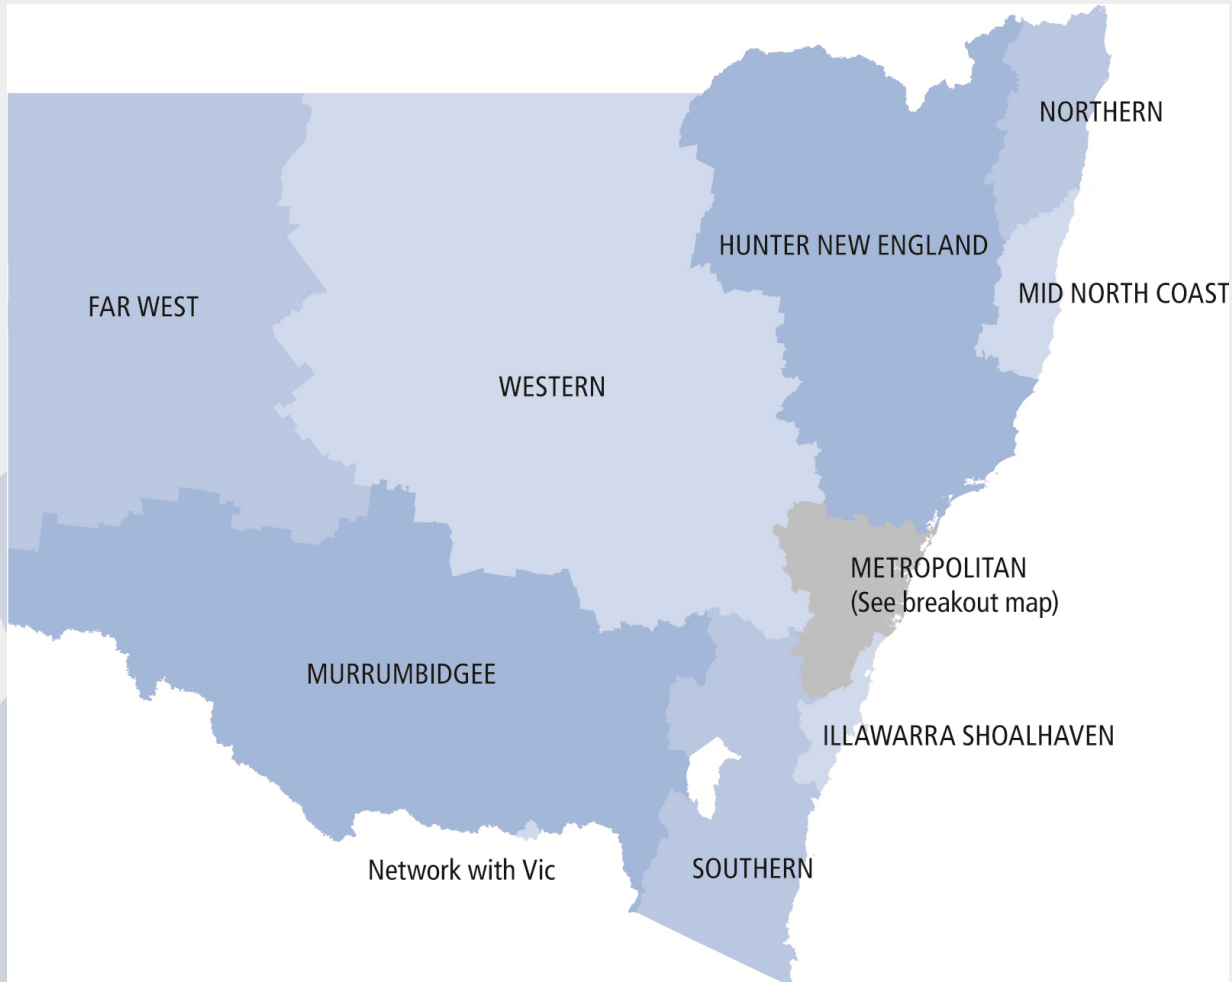 NORTHERN
HUNTER NEW ENGLAND
MID NORTH COAST
FAR WEST
WESTERN
METROPOLITAN
(See breakout map)
MURRUMBIDGEE
ILLAWARRA SHOALHAVEN
Network with Vic
SOUTHERN